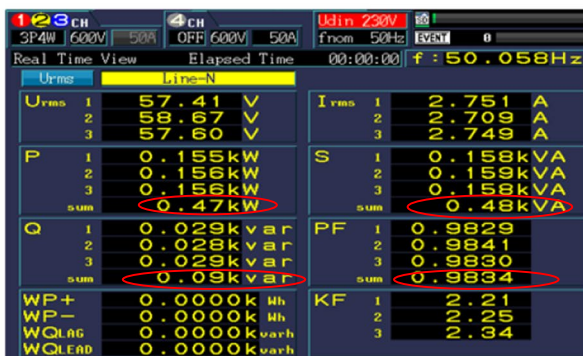 1 2 3 CH 4 CH Udin 230V SD
3P4W 600V 50A OFF 600V 50A fnom 50Hz EVENT 0
Real Time View Elapsed Time 00:00:00 f:50.058Hz
Urms Line-N
Urms 1 57.41 V Irms 1 2.751 A
2 58.67 V 2 2.709 A
3 57.60 V 3 2.749 A
P 1 0.155kW S 1 0.158kVA
2 0.156kW 2 0.159kVA
3 0.156kW 3 0.158kVA
sum 0.47kW sum 0.48kVA
Q 1 0.029kvar PF 1 0.9829
2 0.028kvar 2 0.9841
3 0.029kvar 3 0.9830
sum 0.09kvar sum 0.9834
WP+ 0.0000k Wh KF 1 2.21
WP- 0.0000k Wh 2 2.25
WQLAG 0.0000k varh 3 2.34
WQLEAD 0.0000k varh